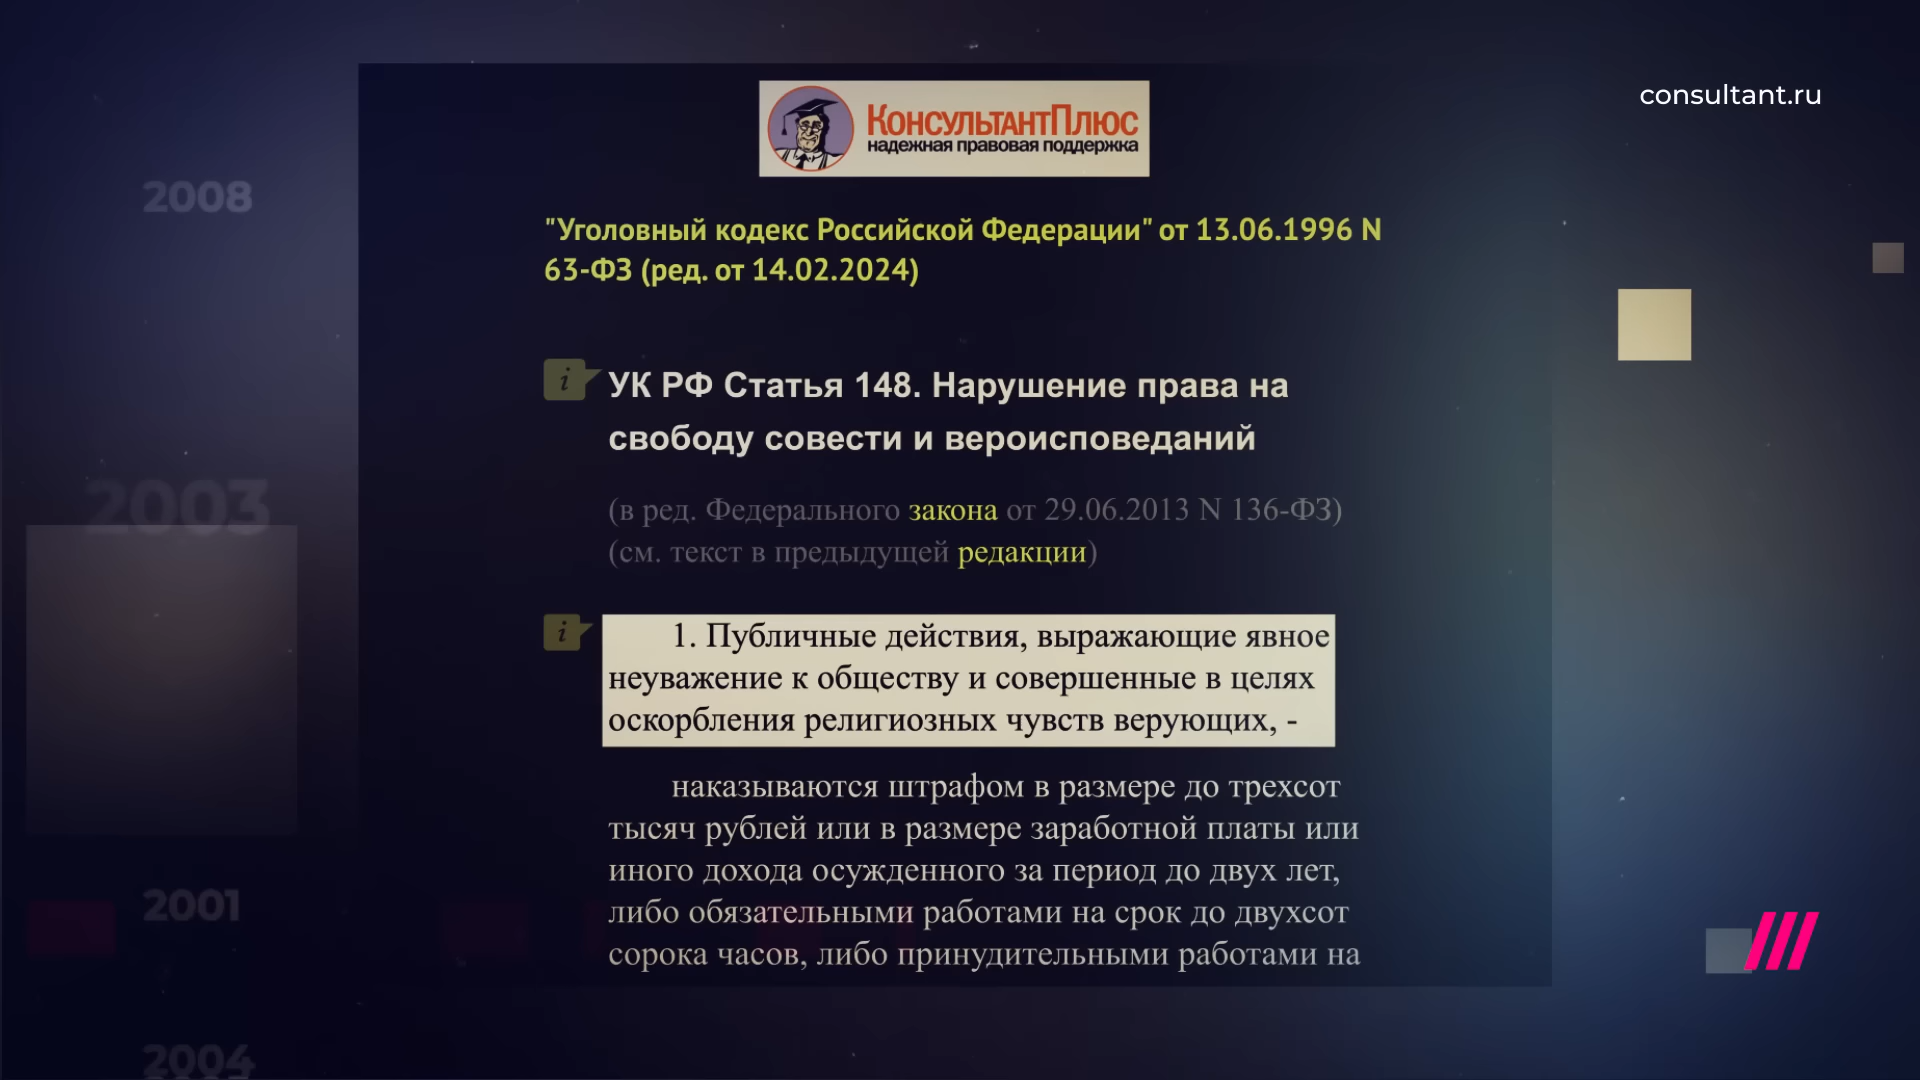 consultant.ru
КонсультантПлюс
надежная правовая поддержка
2008
"Уголовный кодекс Российской Федерации" от 13.06.1996 N
63-ФЗ (ред. от 14.02.2024)
i
УК РФ Статья 148. Нарушение права на
свободу совести и вероисповеданий
2003
(в ред. Федерального закона от 29.06.2013 N 136-ФЗ)
(см. текст в предыдущей редакции)
i
1. Публичные действия, выражающие явное
неуважение к обществу и совершенные в целях
оскорбления религиозных чувств верующих, -
наказываются штрафом в размере до трехсот
тысяч рублей или в размере заработной платы или
иного дохода осужденного за период до двух лет,
2001
либо обязательными работами на срок до двухсот
сорока часов, либо принудительными работами на
2004